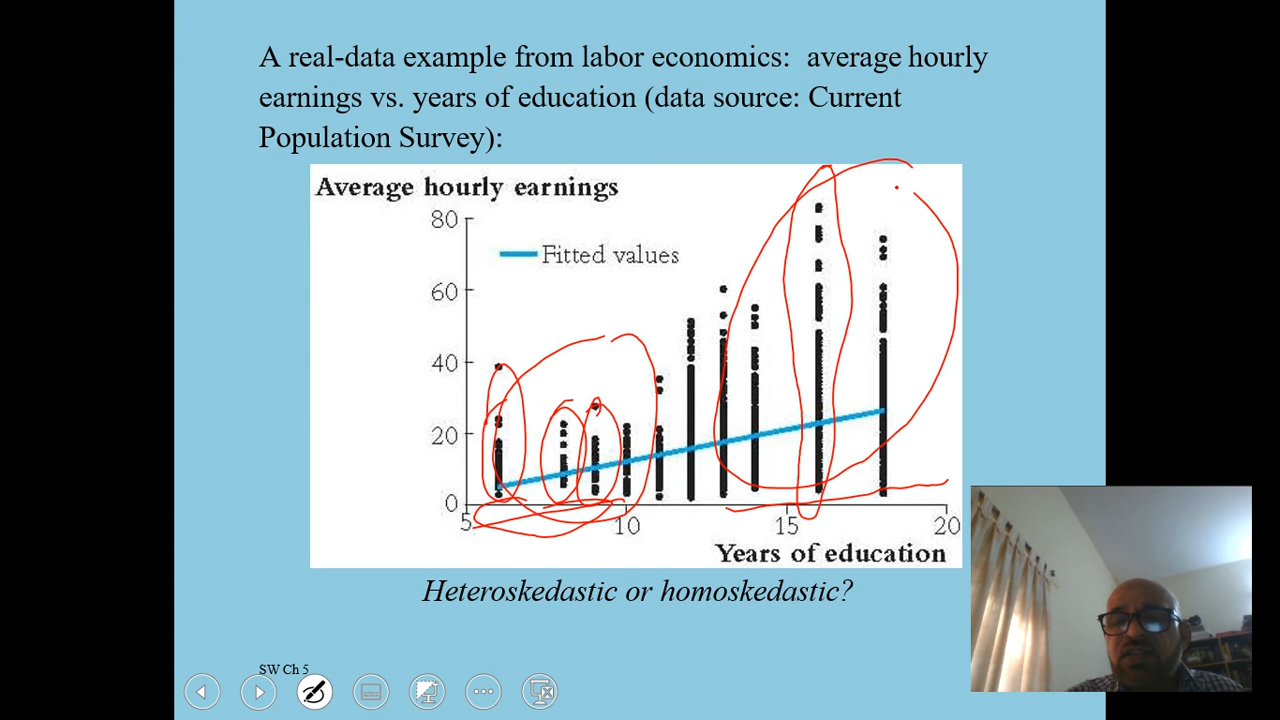 A real-data example from labor economics: average hourly
earnings vs. years of education (data source: Current
Population Survey):
Average hourly earnings
80
Fitted values
60
40
20
0
5 10 15 20
Years of education
Heteroskedastic or homoskedastic?
SW Ch 5